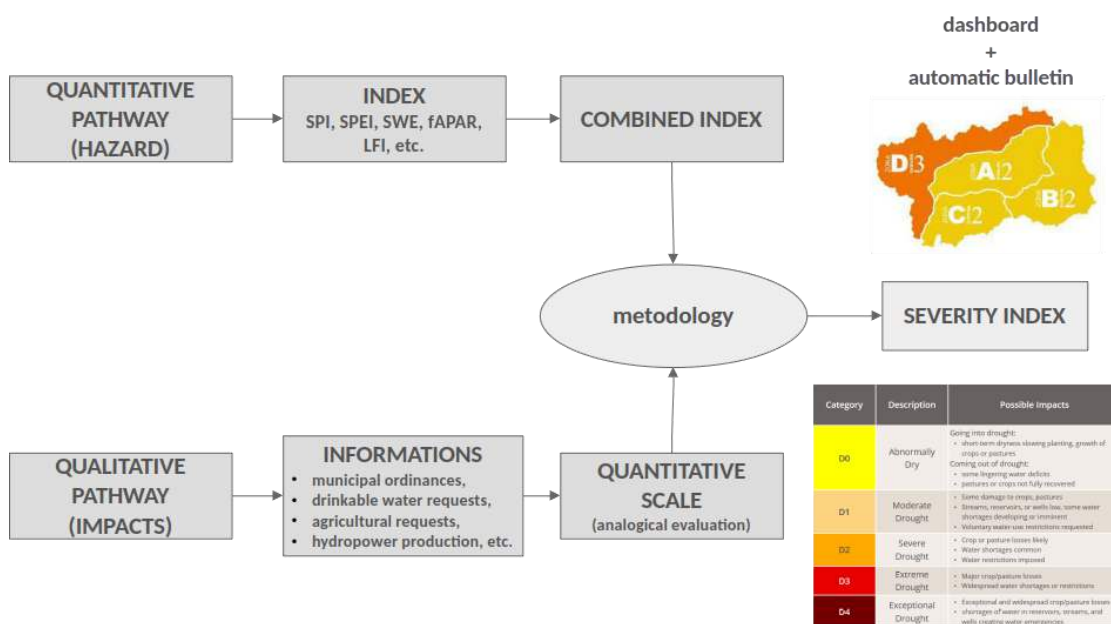 dashboard
+
automatic bulletin
QUANTITATIVE
PATHWAY
(HAZARD)
INDEX
SPI, SPEI, SWE, fAPAR,
LFI, etc.
COMBINED INDEX
D3
A2
B2
C2
metodology
SEVERITY INDEX
QUALITATIVE
PATHWAY
(IMPACTS)
INFORMATIONS
• municipal ordinances,
• drinkable water requests,
• agricultural requests,
• hydropower production, etc.
QUANTITATIVE
SCALE
(analogical evaluation)
Category Description Possible Impacts
D0
Abnormally
Dry
Going into drought:
• short-term dryness slowing planting, growth of
crops or pastures
Coming out of drought:
• some lingering water deficits
• pastures or crops not fully recovered
D1
Moderate
Drought
• Some damage to crops, pastures
• Streams, reservoirs, or wells low, some water
shortages developing or imminent
• Voluntary water-use restrictions requested
D2
Severe
Drought
• Crop or pasture losses likely
• Water shortages common
• Water restrictions imposed
D3
Extreme
Drought
• Major crop/pasture losses
• Widespread water shortages or restrictions
D4
Exceptional
Drought
• Exceptional and widespread crop/pasture losses
• shortages of water in reservoirs, streams, and
wells creating water emergencies.